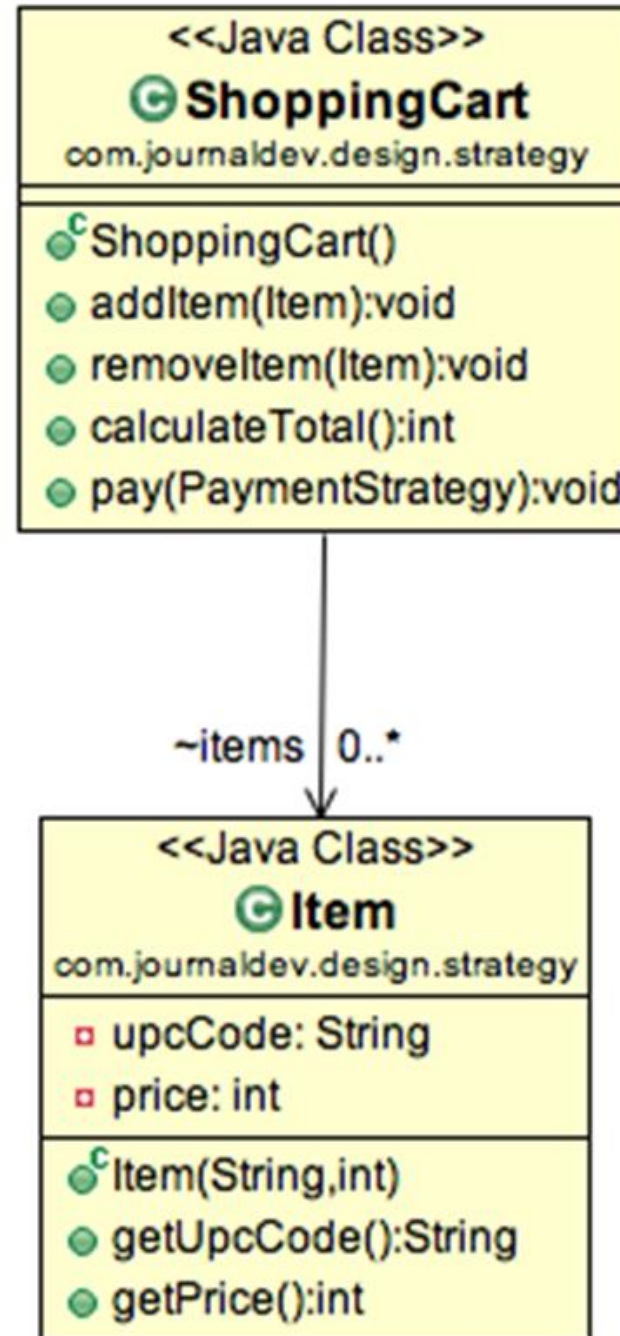 <<Java Class>>
C ShoppingCart
com.journaldev.design.strategy
c ShoppingCart()
addItem(Item):void
removeItem(Item):void
calculateTotal():int
pay(PaymentStrategy):void
~items 0..*
<<Java Class>>
C Item
com.journaldev.design.strategy
upcCode: String
price: int
c Item(String,int)
getUpcCode():String
getPrice():int